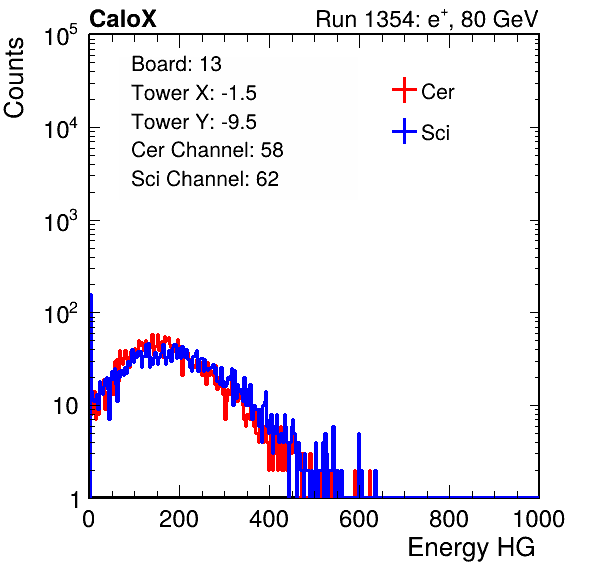 CaloX Run 1354: e⁺, 80 GeV
Counts
10⁵
10⁴
10³
10²
10
1
Board: 13
Tower X: -1.5
Tower Y: -9.5
Cer Channel: 58
Sci Channel: 62
Cer
Sci
0 200 400 600 800 1000
Energy HG